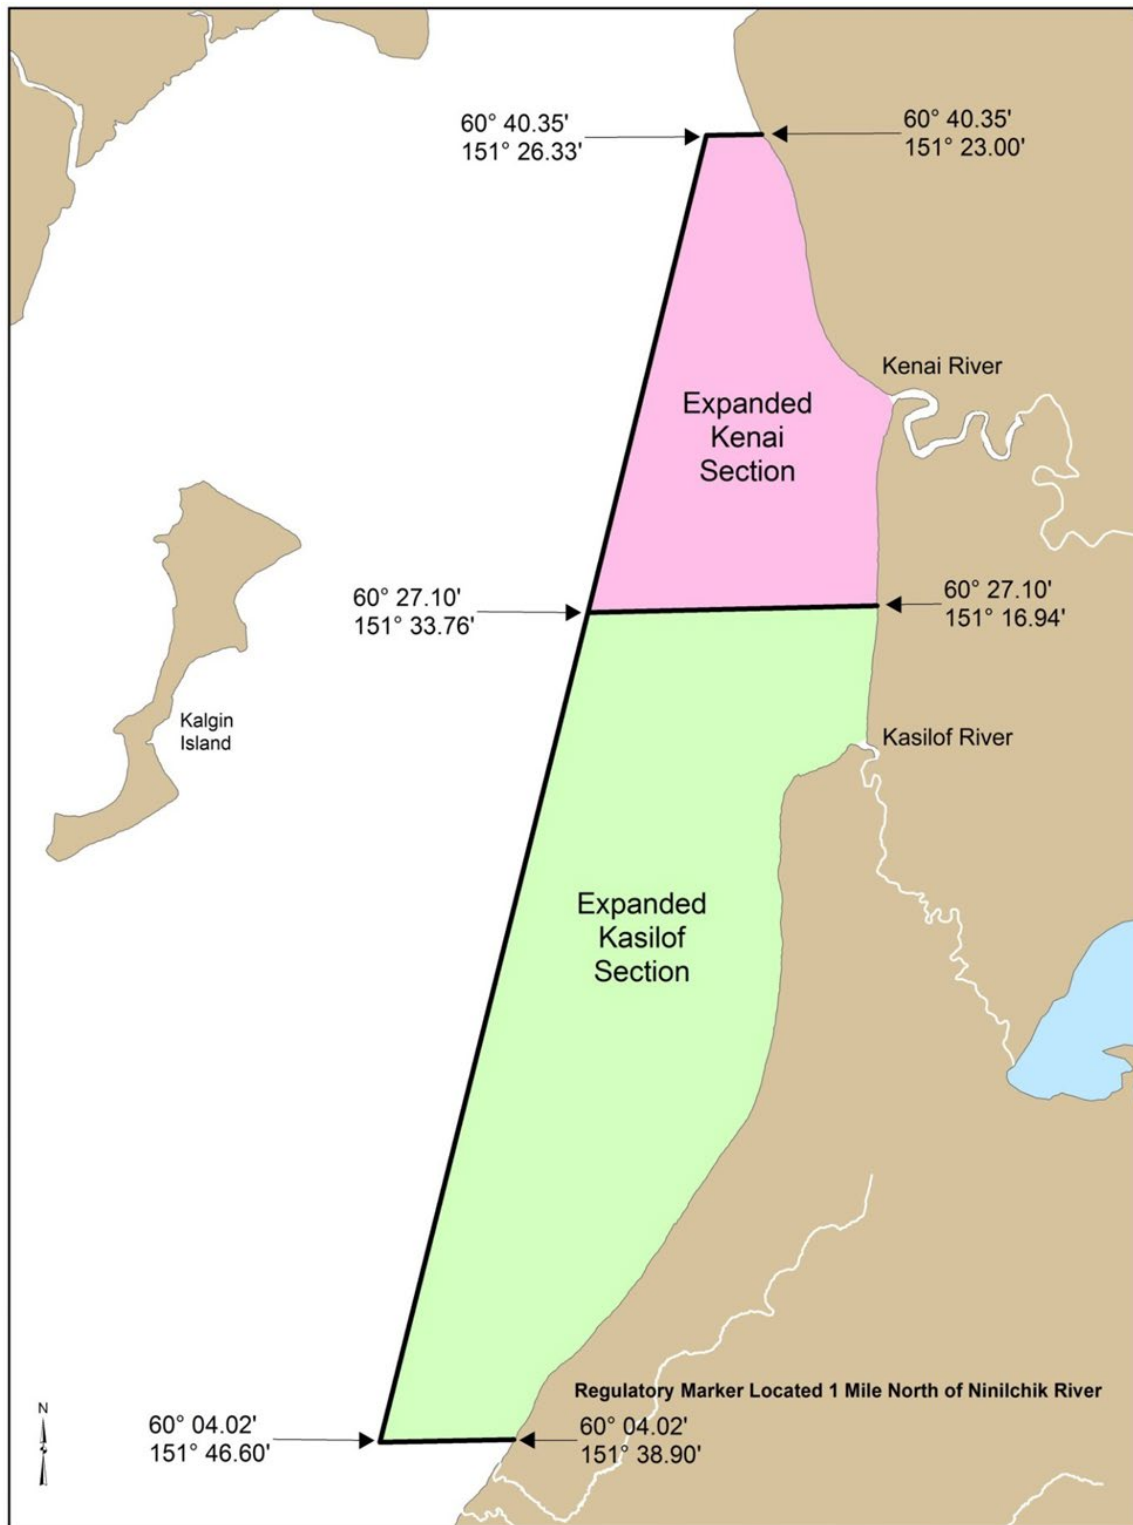 60° 40.35'
151° 26.33'
60° 40.35'
151° 23.00'
Kenai River
Expanded
Kenai
Section
60° 27.10'
151° 33.76'
60° 27.10'
151° 16.94'
Kalgin
Island
Kasilof River
Expanded
Kasilof
Section
Regulatory Marker Located 1 Mile North of Ninilchik River
N
60° 04.02'
151° 46.60'
60° 04.02'
151° 38.90'